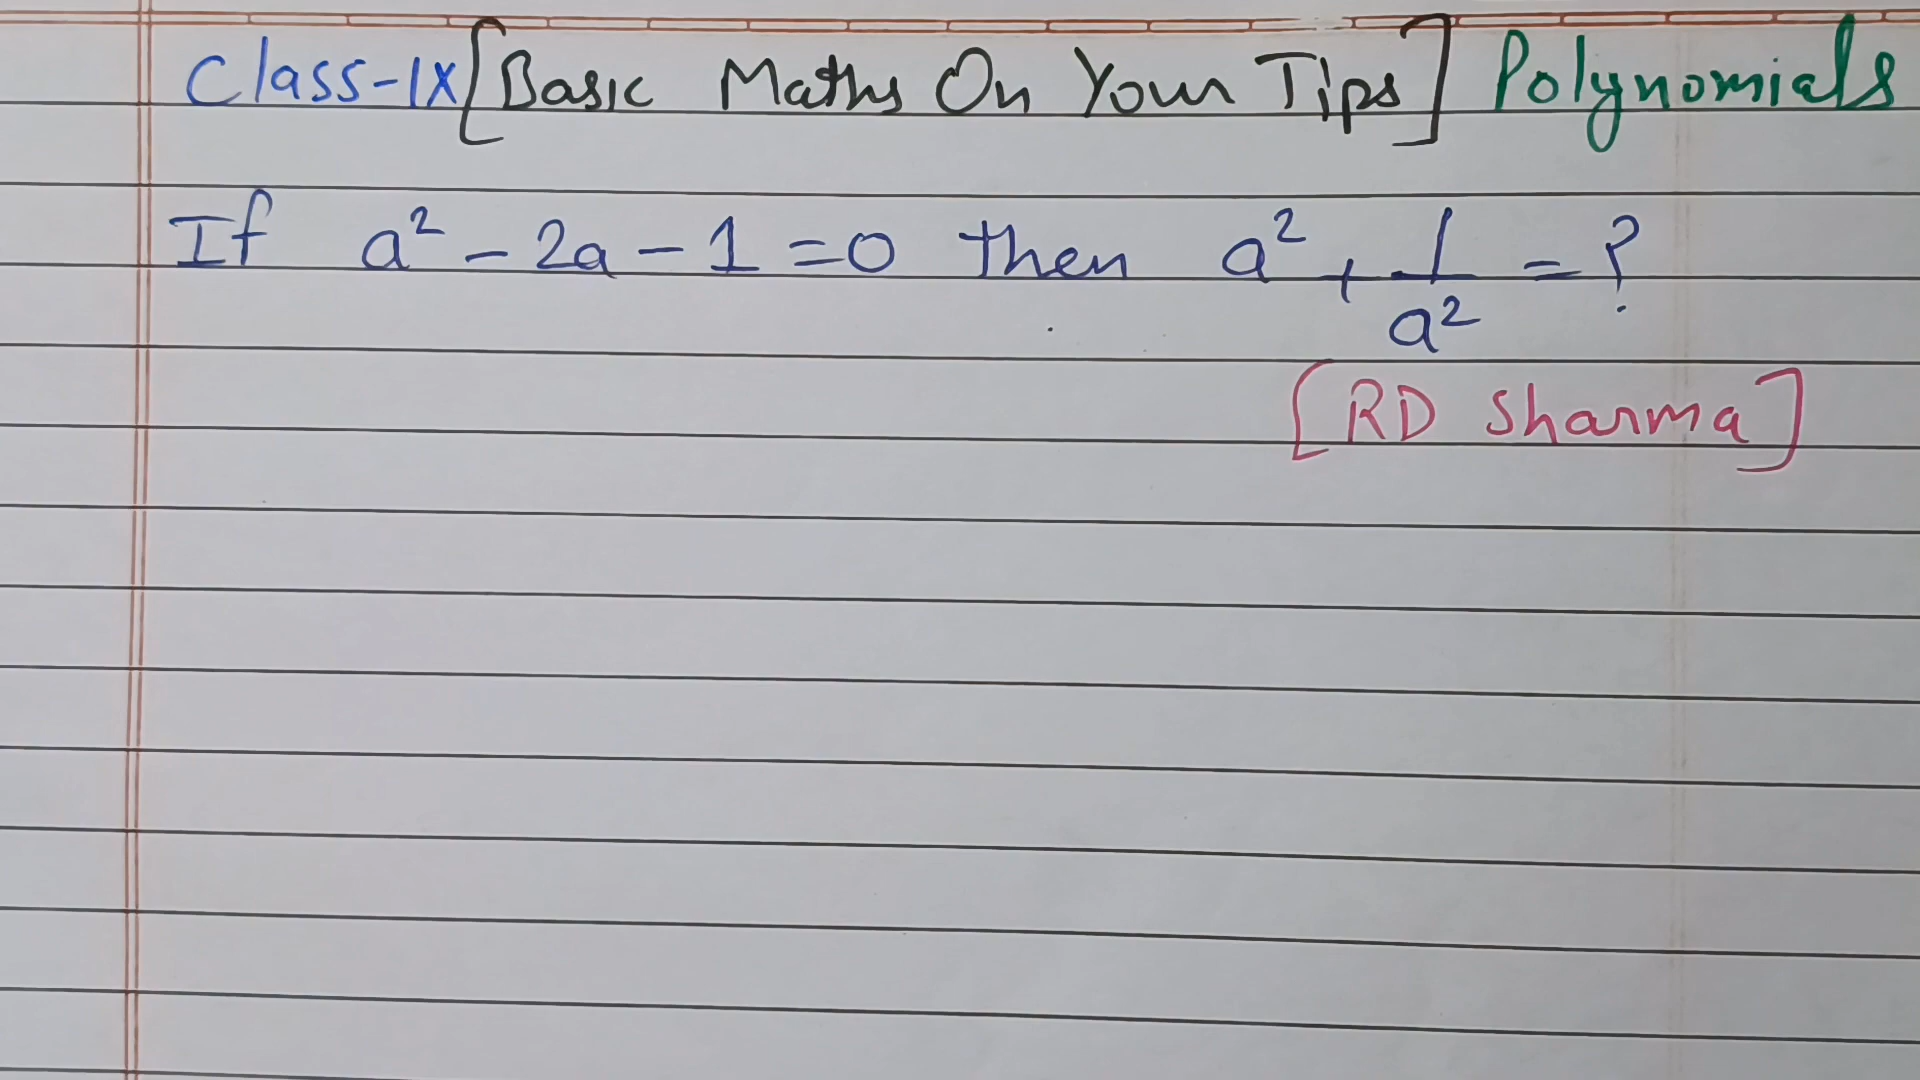 Class-IX [Basic Maths On Your Tips] Polynomials
If a² - 2a - 1 = 0 then a² + 1/a² = ?
[RD Sharma]